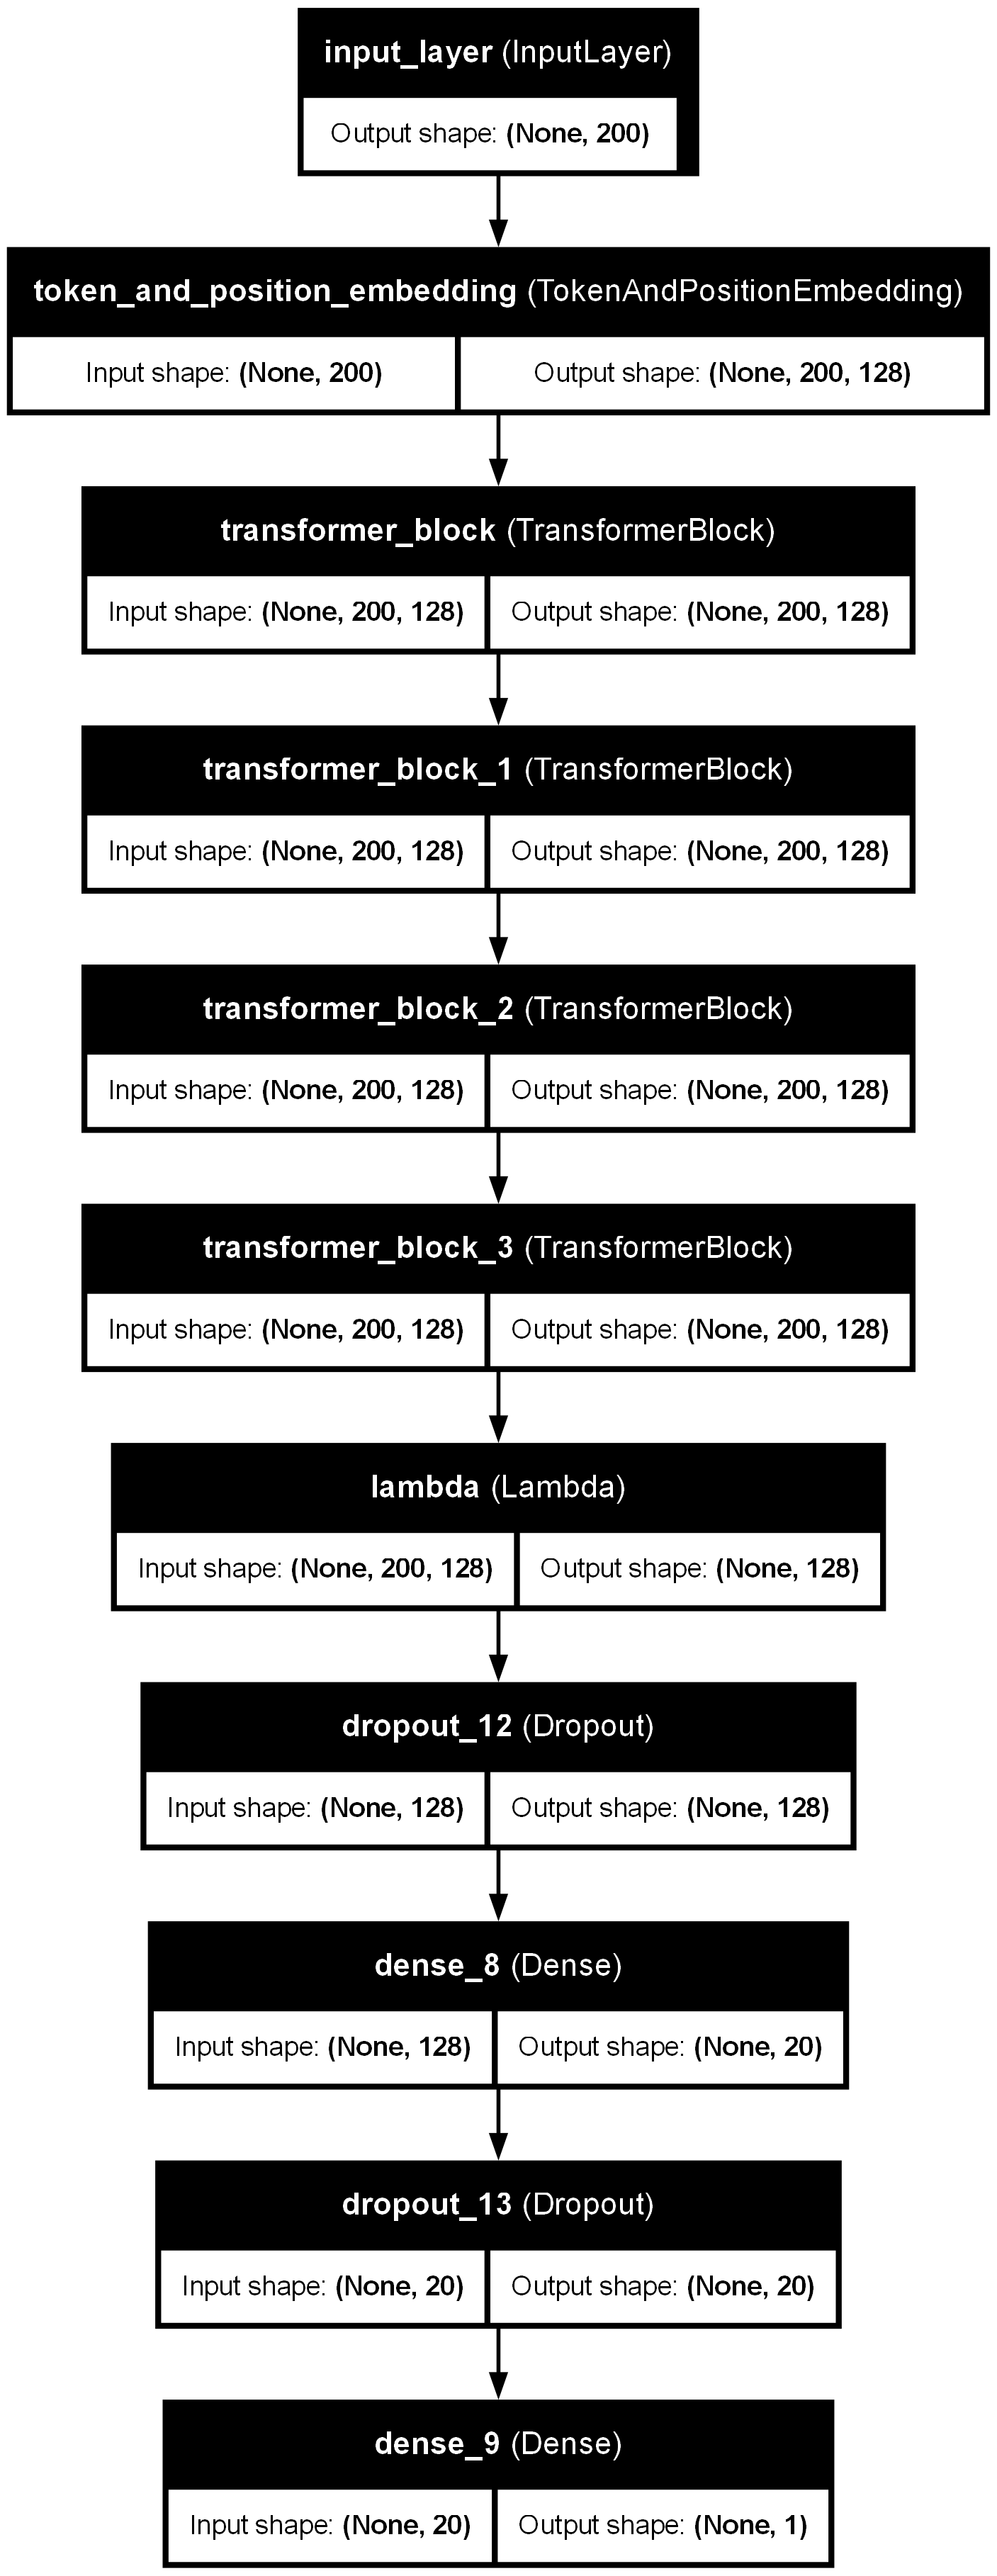 input_layer (InputLayer)
Output shape: (None, 200)
token_and_position_embedding (TokenAndPositionEmbedding)
Input shape: (None, 200) Output shape: (None, 200, 128)
transformer_block (TransformerBlock)
Input shape: (None, 200, 128) Output shape: (None, 200, 128)
transformer_block_1 (TransformerBlock)
Input shape: (None, 200, 128) Output shape: (None, 200, 128)
transformer_block_2 (TransformerBlock)
Input shape: (None, 200, 128) Output shape: (None, 200, 128)
transformer_block_3 (TransformerBlock)
Input shape: (None, 200, 128) Output shape: (None, 200, 128)
lambda (Lambda)
Input shape: (None, 200, 128) Output shape: (None, 128)
dropout_12 (Dropout)
Input shape: (None, 128) Output shape: (None, 128)
dense_8 (Dense)
Input shape: (None, 128) Output shape: (None, 20)
dropout_13 (Dropout)
Input shape: (None, 20) Output shape: (None, 20)
dense_9 (Dense)
Input shape: (None, 20) Output shape: (None, 1)